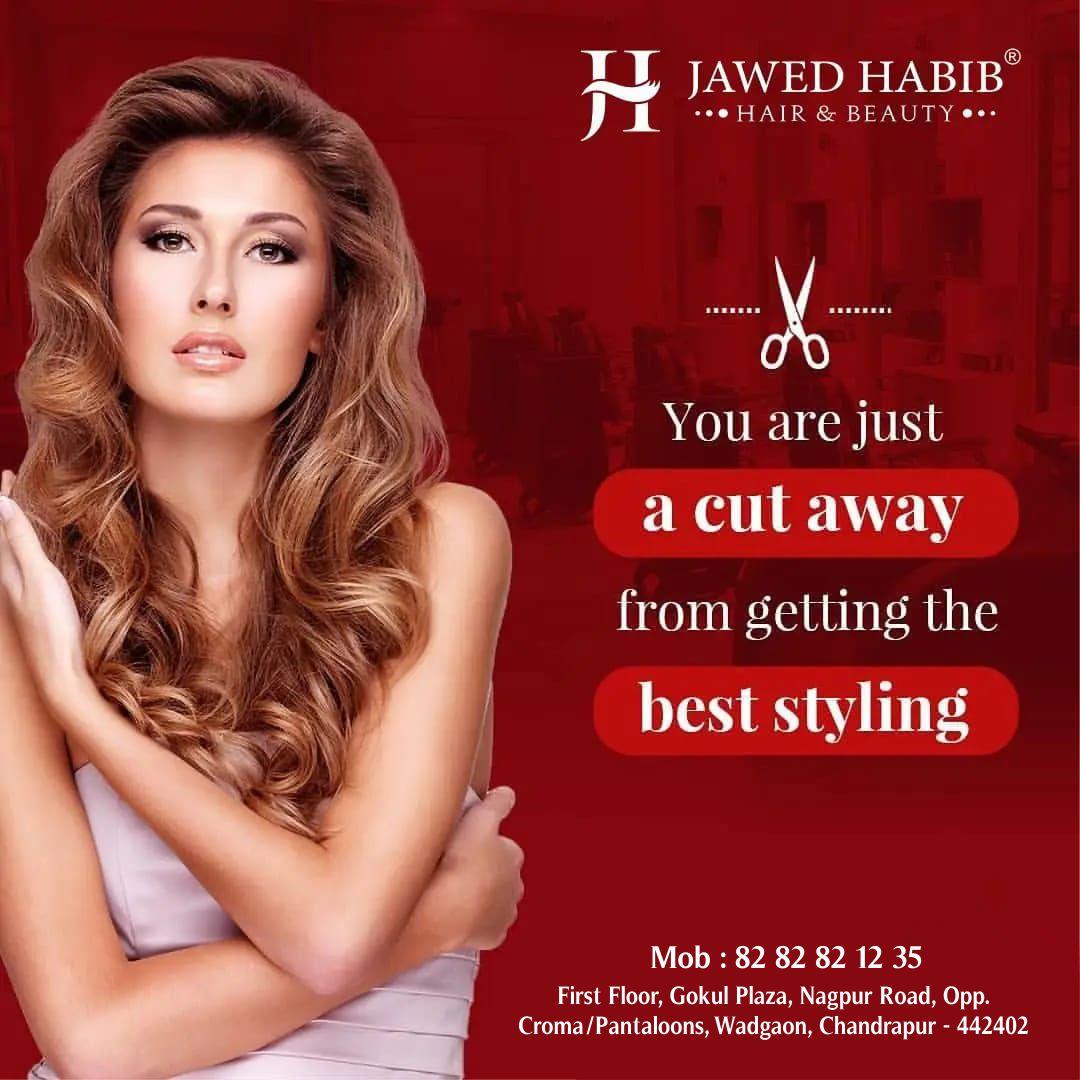 JAWED HABIB®
HAIR & BEAUTY
You are just
a cut away
from getting the
best styling
Mob : 82 82 82 12 35
First Floor, Gokul Plaza, Nagpur Road, Opp.
Croma/Pantaloons, Wadgaon, Chandrapur - 442402